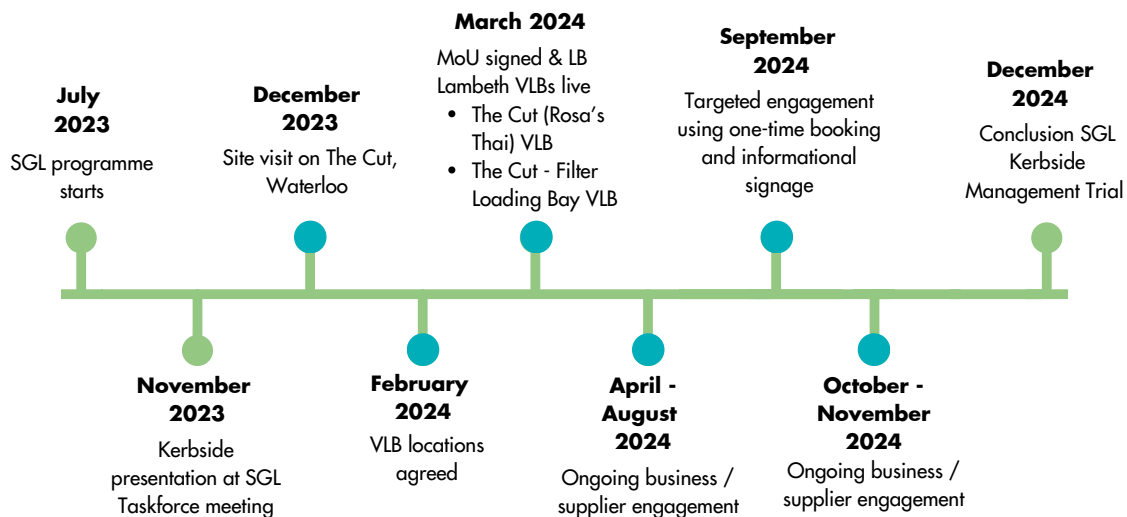 July
2023
SGL programme
starts
November
2023
Kerbside
presentation at SGL
Taskforce meeting
December
2023
Site visit on The Cut,
Waterloo
February
2024
VLB locations
agreed
March 2024
MoU signed & LB
Lambeth VLBs live
• The Cut (Rosa's
Thai) VLB
• The Cut - Filter
Loading Bay VLB
April -
August
2024
Ongoing business /
supplier engagement
September
2024
Targeted engagement
using one-time booking
and informational
signage
October -
November
2024
Ongoing business /
supplier engagement
December
2024
Conclusion SGL
Kerbside
Management Trial